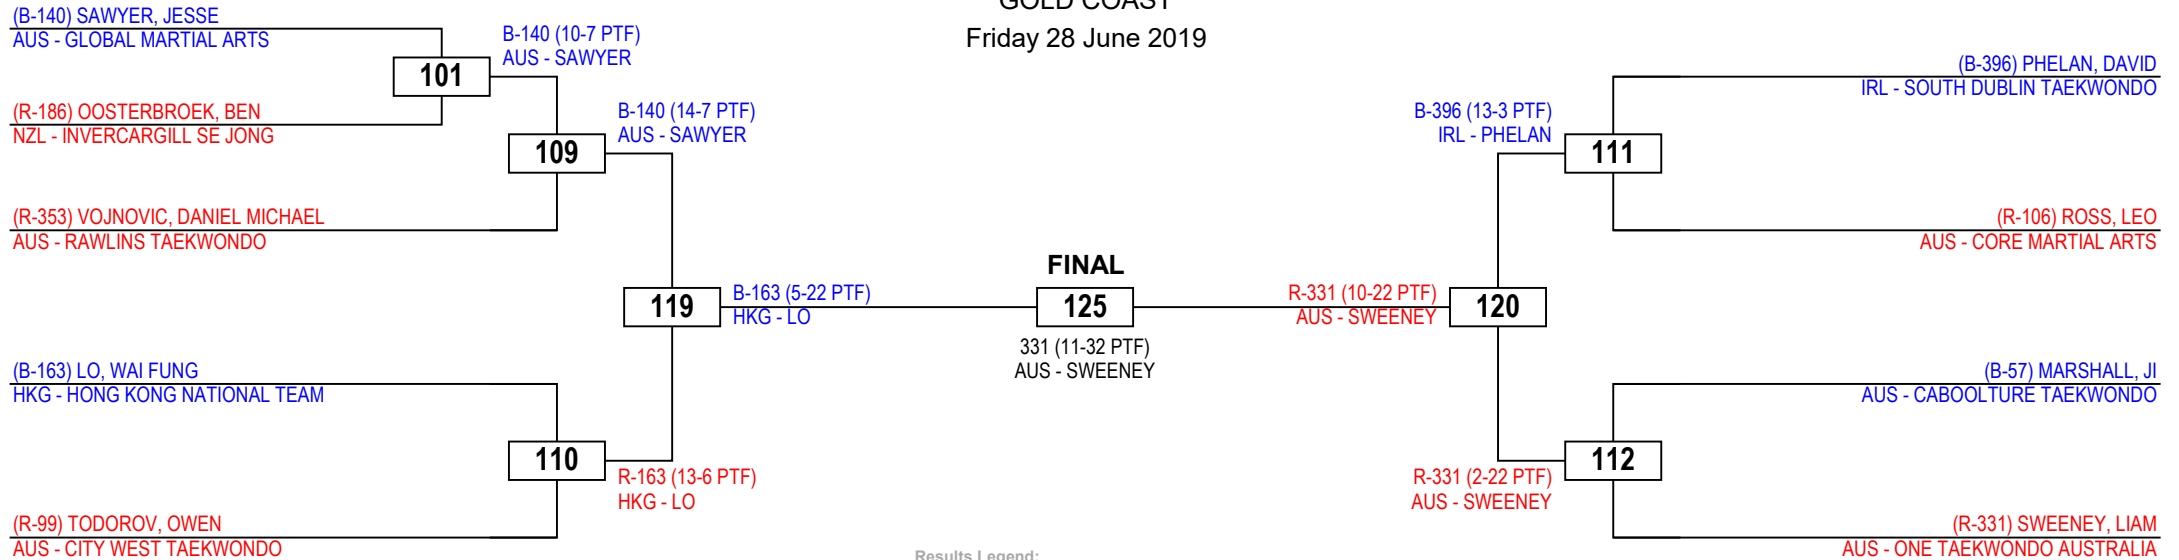 GOLD COAST
Friday 28 June 2019
(B-140) SAWYER, JESSE
AUS - GLOBAL MARTIAL ARTS
B-140 (10-7 PTF)
AUS - SAWYER
101
(R-186) OOSTERBROEK, BEN
NZL - INVERCARGILL SE JONG
B-140 (14-7 PTF)
AUS - SAWYER
109
(R-353) VOJNOVIC, DANIEL MICHAEL
AUS - RAWLINS TAEKWONDO
119
B-163 (5-22 PTF)
HKG - LO
(B-163) LO, WAI FUNG
HKG - HONG KONG NATIONAL TEAM
110
R-163 (13-6 PTF)
HKG - LO
(R-99) TODOROV, OWEN
AUS - CITY WEST TAEKWONDO
FINAL
125
331 (11-32 PTF)
AUS - SWEENEY
(B-396) PHELAN, DAVID
IRL - SOUTH DUBLIN TAEKWONDO
B-396 (13-3 PTF)
IRL - PHELAN
111
(R-106) ROSS, LEO
AUS - CORE MARTIAL ARTS
R-331 (10-22 PTF)
AUS - SWEENEY
120
(B-57) MARSHALL, JI
AUS - CABOOLTURE TAEKWONDO
112
R-331 (2-22 PTF)
AUS - SWEENEY
(R-331) SWEENEY, LIAM
AUS - ONE TAEKWONDO AUSTRALIA
Results Legend: